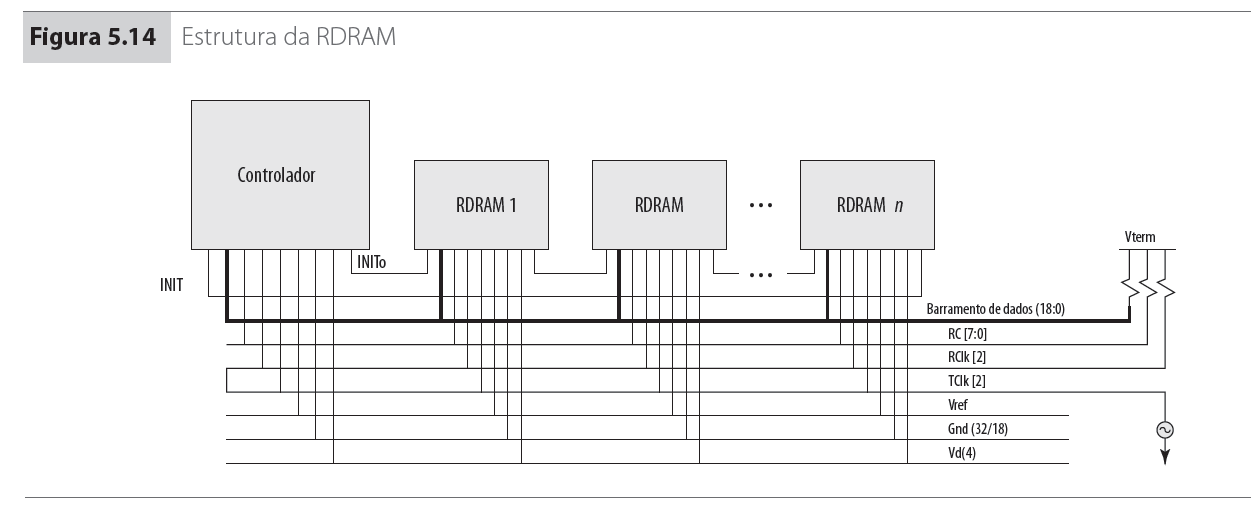 Figura 5.14 Estrutura da RDRAM
Controlador
RDRAM 1
RDRAM
...
RDRAM n
Vterm
INITo
...
INIT
Barramento de dados (18:0)
RC [7:0]
RClk [2]
TClk [2]
Vref
Gnd (32/18)
Vd(4)